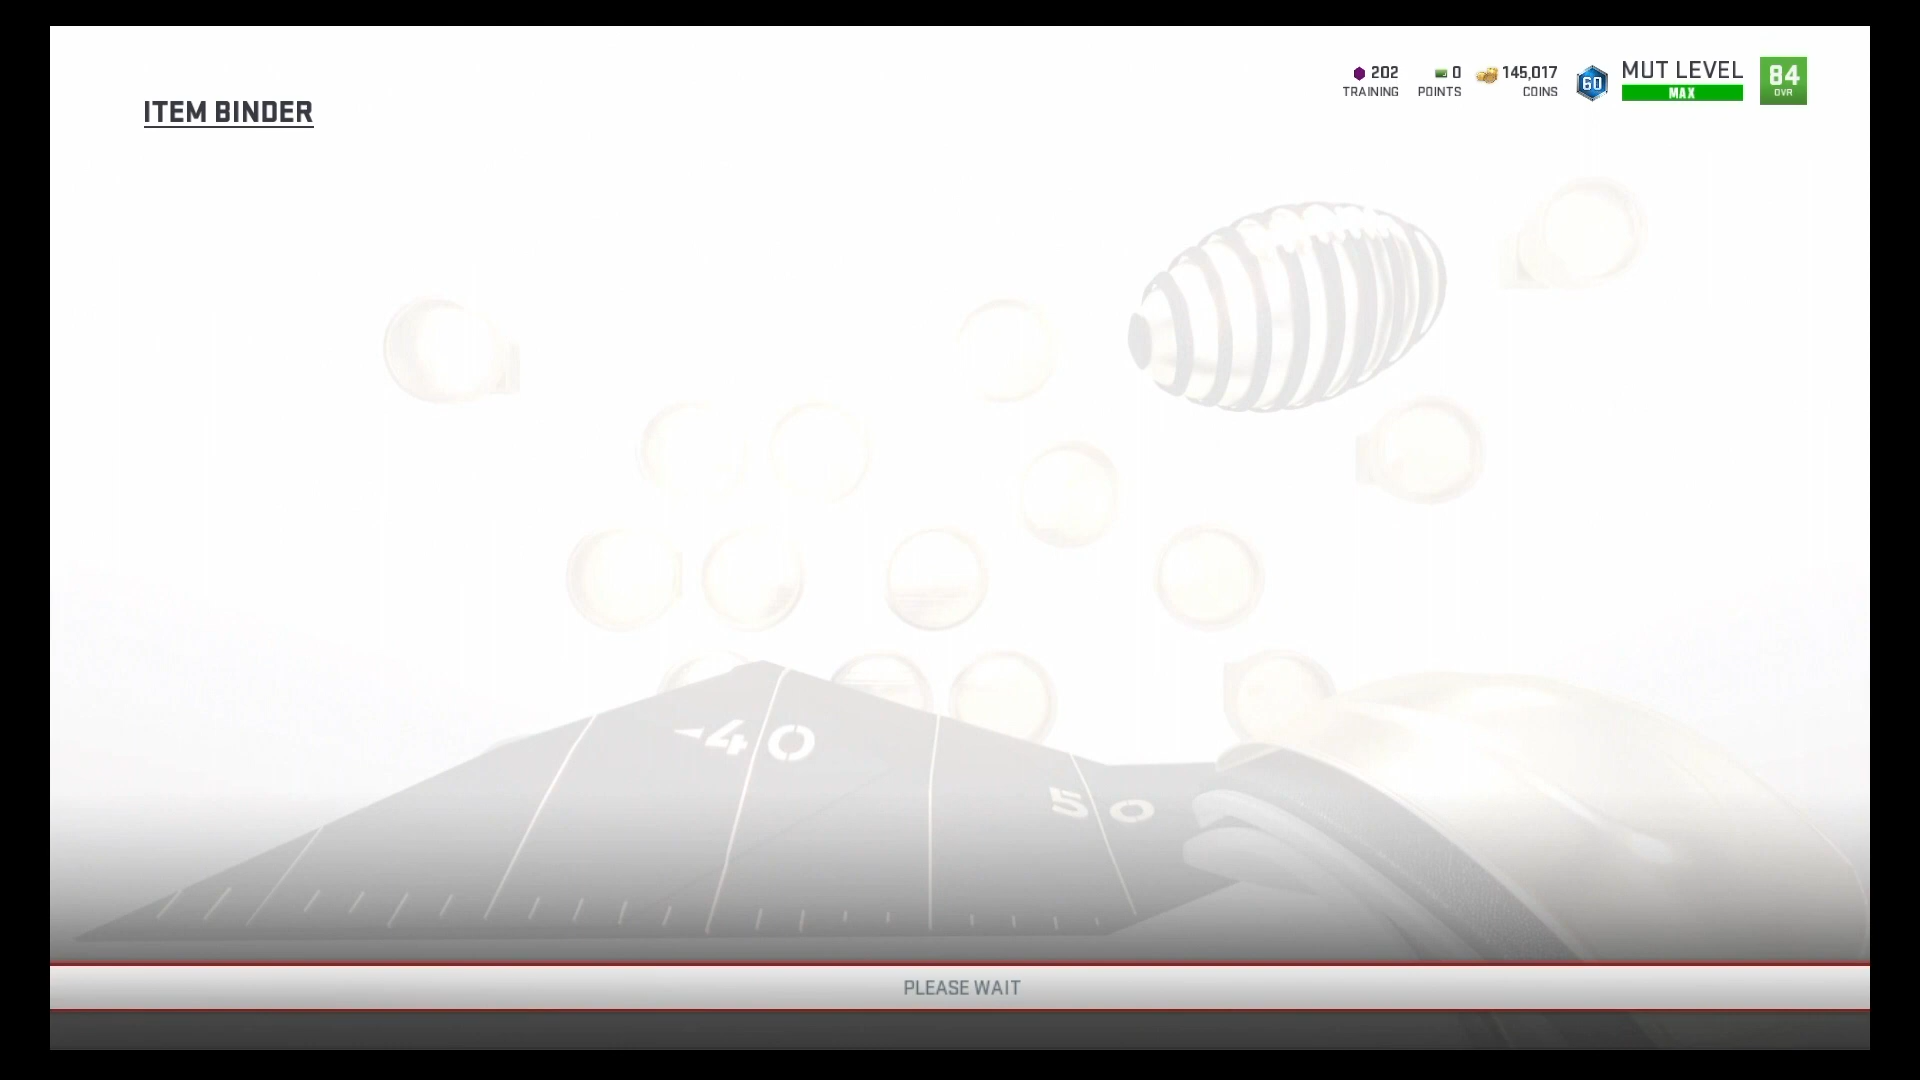 ITEM BINDER
202
TRAINING
0
POINTS
145,017
COINS
60
MUT LEVEL
MAX
84
OVR
40
50
PLEASE WAIT